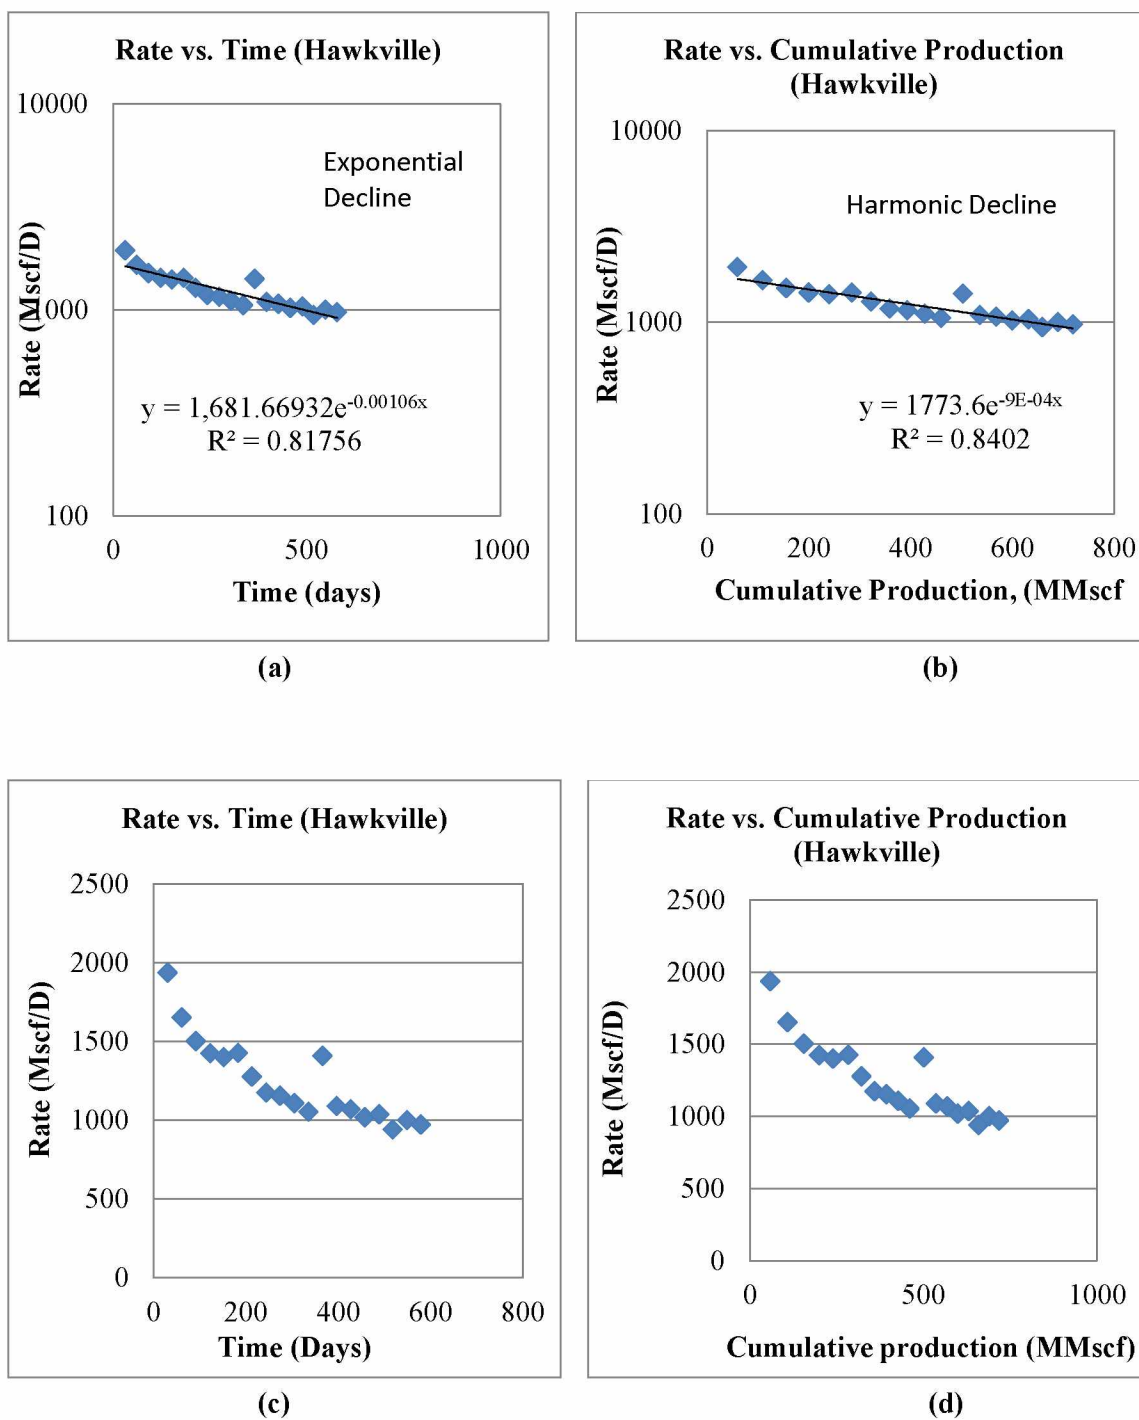 Rate vs. Time (Hawkville)
10000
1000
100
Rate (Mscf/D)
Exponential
Decline
y = 1,681.66932e-0.00106x
R² = 0.81756
0 500 1000
Time (days)
(a)
Rate vs. Cumulative Production
(Hawkville)
10000
1000
100
Rate (Mscf/D)
Harmonic Decline
y = 1773.6e-9E-04x
R² = 0.8402
0 200 400 600 800
Cumulative Production, (MMscf
(b)
Rate vs. Time (Hawkville)
2500
2000
1500
1000
500
0
Rate (Mscf/D)
0 200 400 600 800
Time (Days)
(c)
Rate vs. Cumulative Production
(Hawkville)
2500
2000
1500
1000
500
0
Rate (Mscf/D)
0 500 1000
Cumulative production (MMscf)
(d)